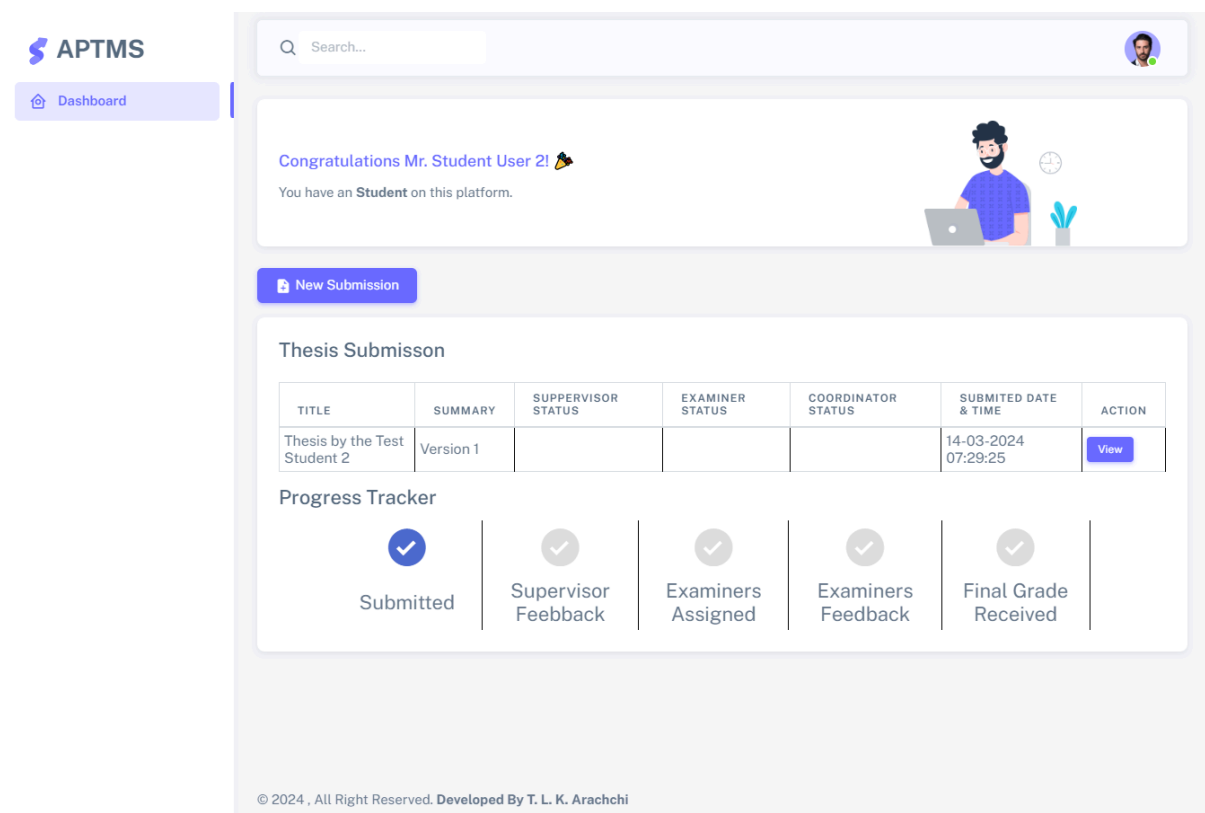 APTMS
Search...
Dashboard
Congratulations Mr. Student User 2!
You have an Student on this platform.
New Submission
Thesis Submisson
TITLE
SUMMARY
SUPPERVISOR
STATUS
EXAMINER
STATUS
COORDINATOR
STATUS
SUBMITED DATE
& TIME
ACTION
Thesis by the Test
Student 2
Version 1
14-03-2024
07:29:25
View
Progress Tracker
Submitted
Supervisor
Feebback
Examiners
Assigned
Examiners
Feedback
Final Grade
Received
© 2024 , All Right Reserved. Developed By T. L. K. Arachchi